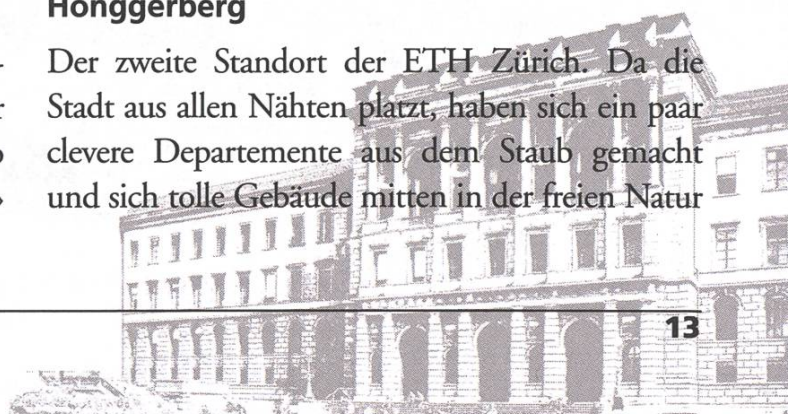 Hönggerberg
Der zweite Standort der ETH Zürich. Da die
Stadt aus allen Nähten platzt, haben sich ein paar
clevere Departemente aus dem Staub gemacht
und sich tolle Gebäude mitten in der freien Natur
13